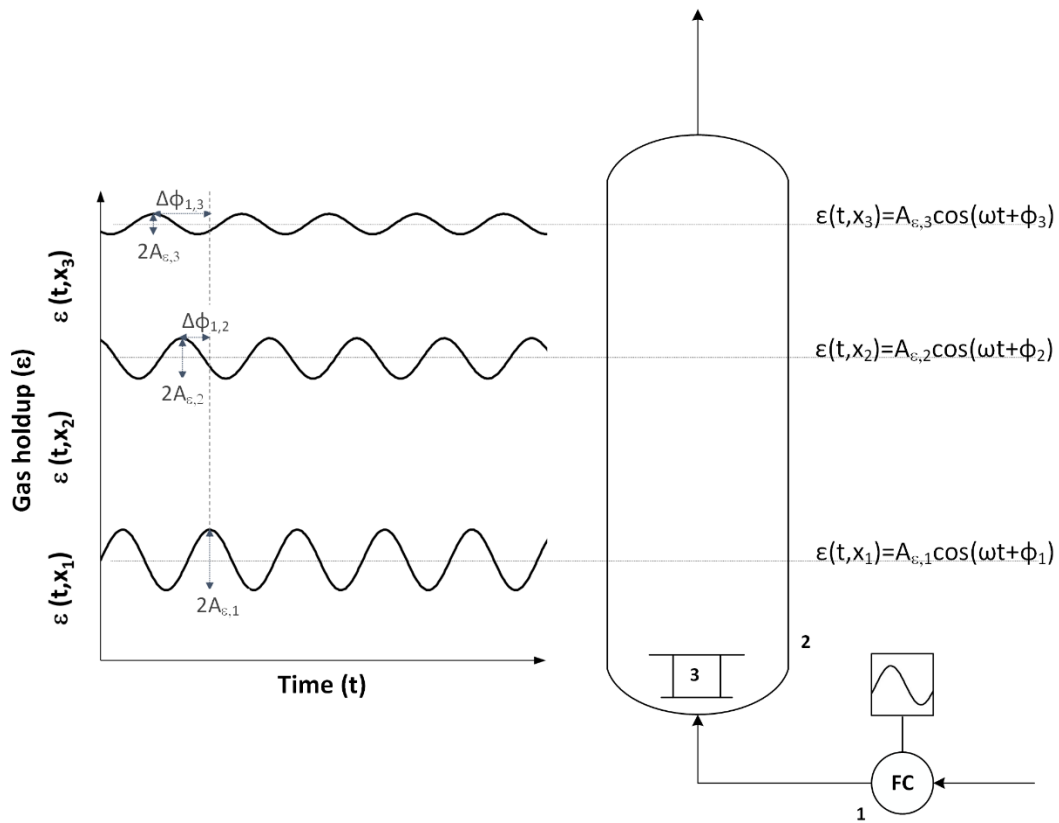 Δϕ1,3
2Aε,3
ε (t,x3)
ε(t,x3)=Aε,3cos(ωt+ϕ3)
Δϕ1,2
2Aε,2
ε (t,x2)
ε(t,x2)=Aε,2cos(ωt+ϕ2)
Gas holdup (ε)
2Aε,1
ε (t,x1)
ε(t,x1)=Aε,1cos(ωt+ϕ1)
Time (t)
3
2
FC
1